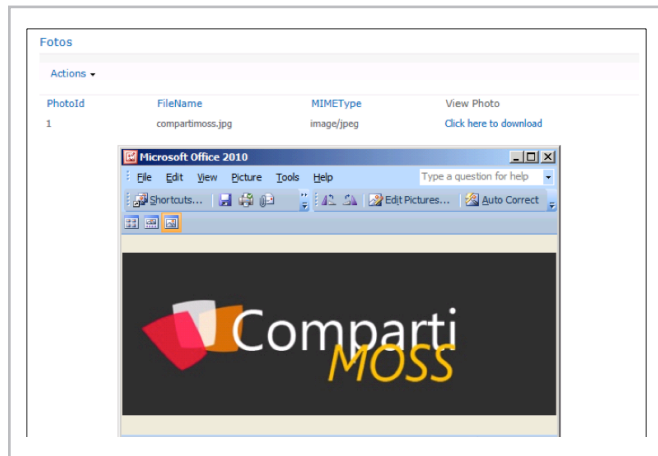 Fotos
Actions
PhotoId FileName MIMEType View Photo
1 compartimoss.jpg image/jpeg Click here to download
Microsoft Office 2010
File Edit View Picture Tools Help Type a question for help
Shortcuts... Edit Pictures... Auto Correct
Comparti
MOSS